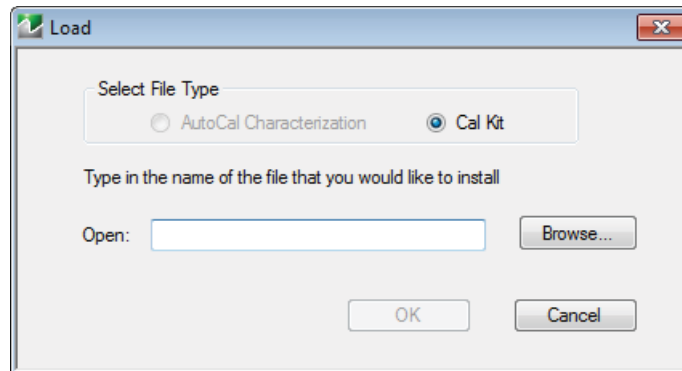 Load
Select File Type
AutoCal Characterization Cal Kit
Type in the name of the file that you would like to install
Open: Browse...
OK Cancel